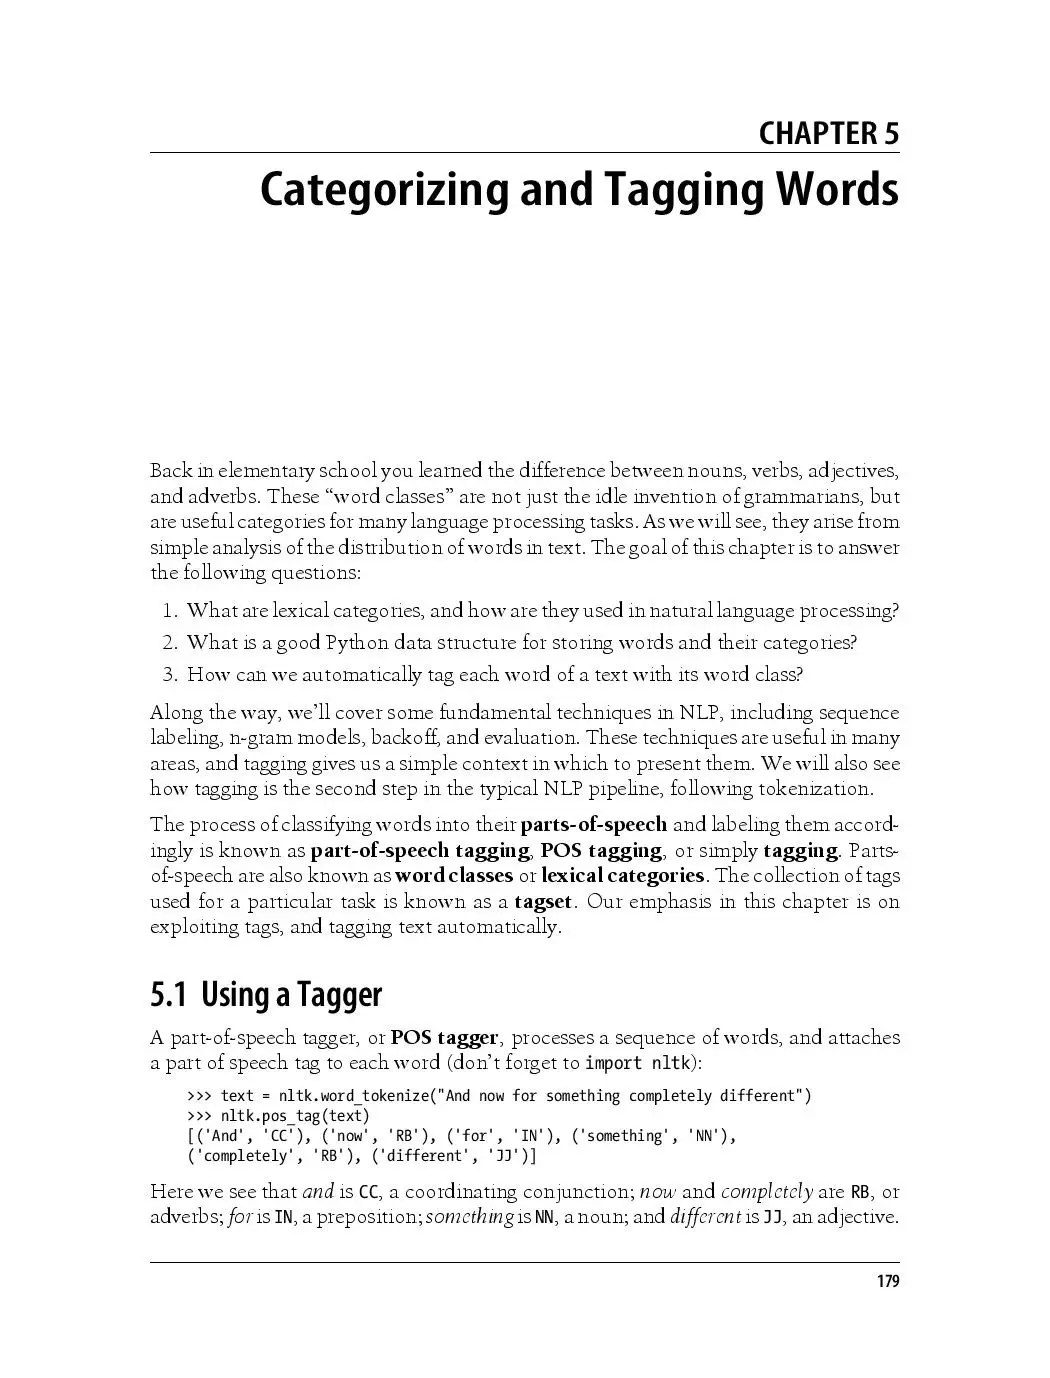 CHAPTER 5
Categorizing and Tagging Words
Back in elementary school you learned the difference between nouns, verbs, adjectives,
and adverbs. These “word classes” are not just the idle invention of grammarians, but
are useful categories for many language processing tasks. As we will see, they arise from
simple analysis of the distribution of words in text. The goal of this chapter is to answer
the following questions:
1. What are lexical categories, and how are they used in natural language processing?
2. What is a good Python data structure for storing words and their categories?
3. How can we automatically tag each word of a text with its word class?
Along the way, we’ll cover some fundamental techniques in NLP, including sequence
labeling, n-gram models, backoff, and evaluation. These techniques are useful in many
areas, and tagging gives us a simple context in which to present them. We will also see
how tagging is the second step in the typical NLP pipeline, following tokenization.
The process of classifying words into their parts-of-speech and labeling them accord-
ingly is known as part-of-speech tagging, POS tagging, or simply tagging. Parts-
of-speech are also known as word classes or lexical categories. The collection of tags
used for a particular task is known as a tagset. Our emphasis in this chapter is on
exploiting tags, and tagging text automatically.
5.1 Using a Tagger
A part-of-speech tagger, or POS tagger, processes a sequence of words, and attaches
a part of speech tag to each word (don’t forget to import nltk):
>>> text = nltk.word_tokenize("And now for something completely different")
>>> nltk.pos_tag(text)
[('And', 'CC'), ('now', 'RB'), ('for', 'IN'), ('something', 'NN'),
('completely', 'RB'), ('different', 'JJ')]
Here we see that and is CC, a coordinating conjunction; now and completely are RB, or
adverbs; for is IN, a preposition; something is NN, a noun; and different is JJ, an adjective.
179